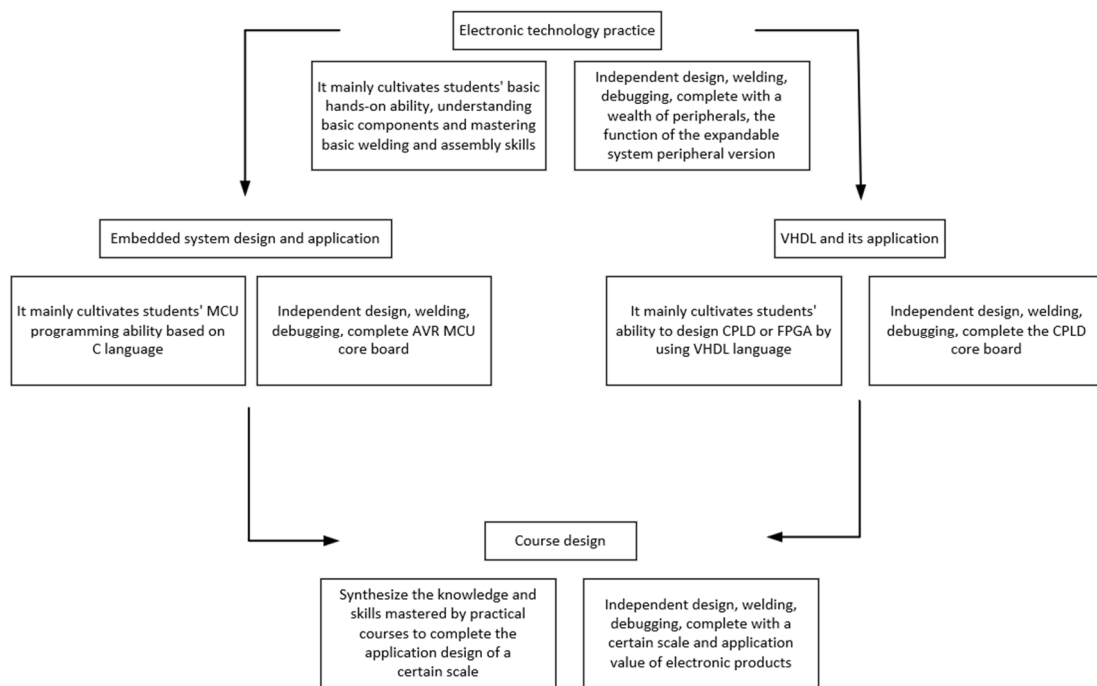 Electronic technology practice
It mainly cultivates students' basic
hands-on ability, understanding
basic components and mastering
basic welding and assembly skills
Independent design, welding,
debugging, complete with a
wealth of peripherals, the
function of the expandable
system peripheral version
Embedded system design and application
It mainly cultivates students' MCU
programming ability based on
C language
Independent design, welding,
debugging, complete AVR MCU
core board
VHDL and its application
It mainly cultivates students'
ability to design CPLD or FPGA by
using VHDL language
Independent design, welding,
debugging, complete the CPLD
core board
Course design
Synthesize the knowledge and
skills mastered by practical
courses to complete the
application design of a
certain scale
Independent design, welding,
debugging, complete with a
certain scale and application
value of electronic products